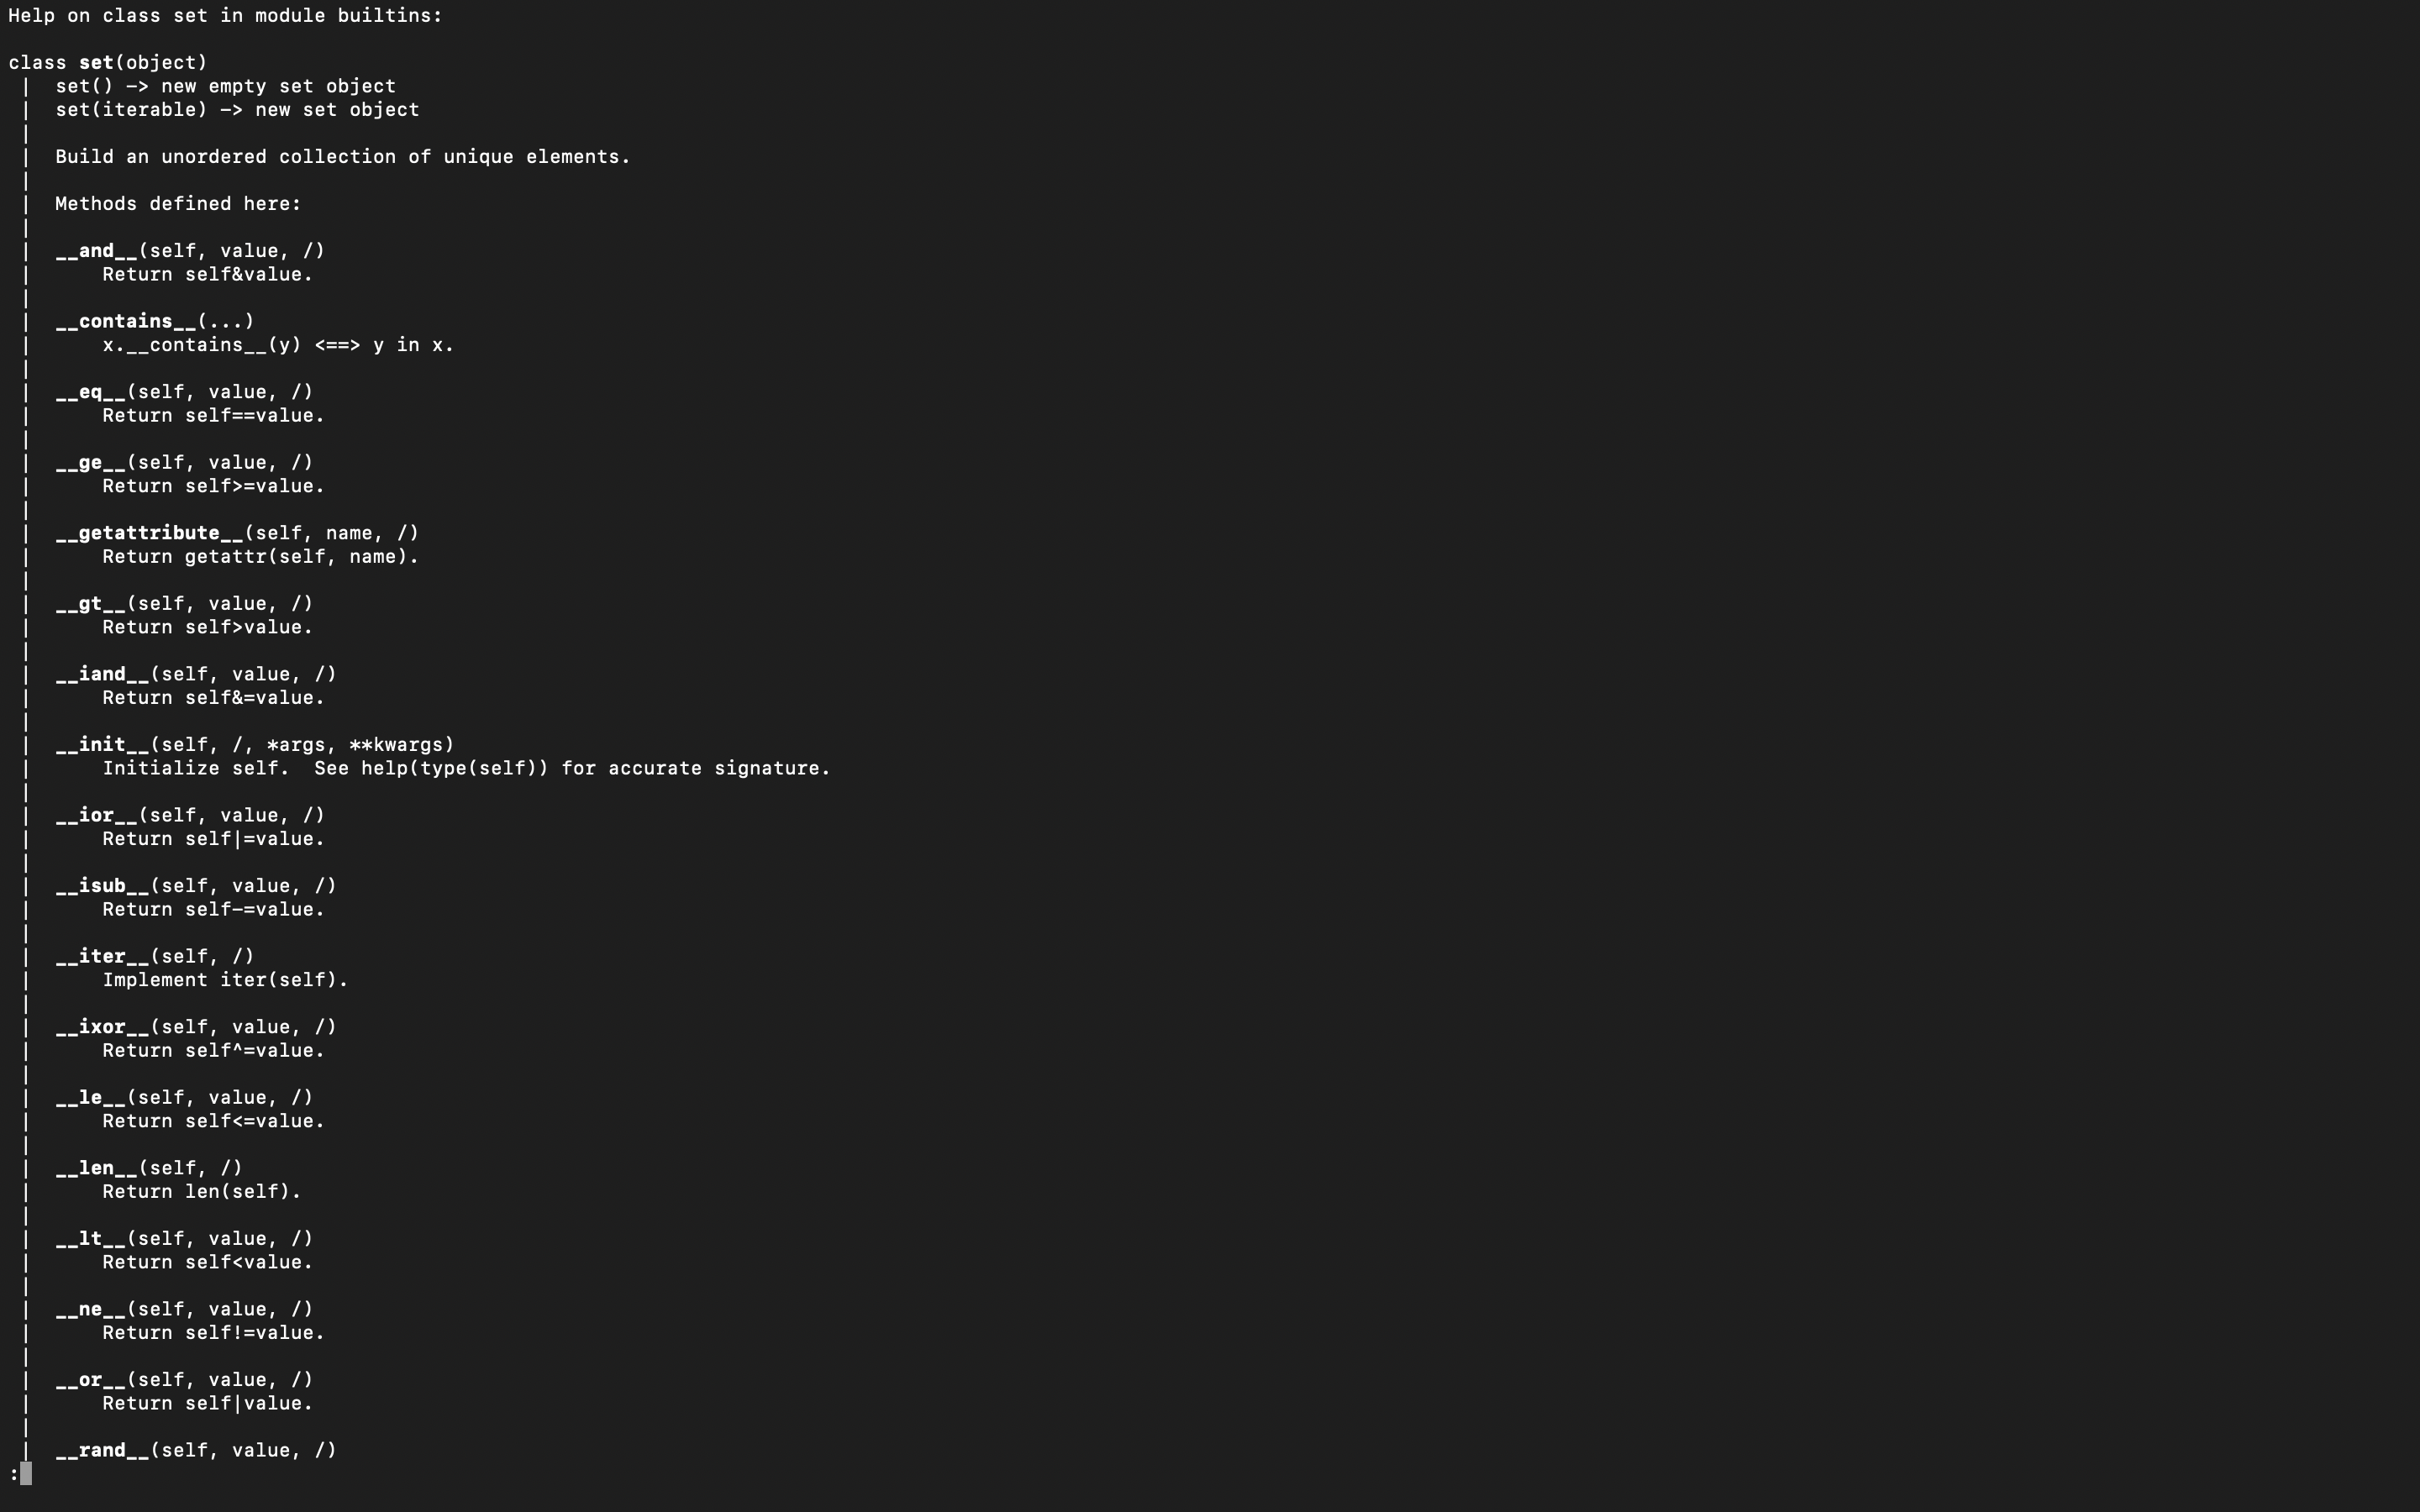 Help on class set in module builtins:

class set(object)
 |  set() -> new empty set object
 |  set(iterable) -> new set object
 |
 |  Build an unordered collection of unique elements.
 |
 |  Methods defined here:
 |
 |  __and__(self, value, /)
 |      Return self&value.
 |
 |  __contains__(...)
 |      x.__contains__(y) <==> y in x.
 |
 |  __eq__(self, value, /)
 |      Return self==value.
 |
 |  __ge__(self, value, /)
 |      Return self>=value.
 |
 |  __getattribute__(self, name, /)
 |      Return getattr(self, name).
 |
 |  __gt__(self, value, /)
 |      Return self>value.
 |
 |  __iand__(self, value, /)
 |      Return self&=value.
 |
 |  __init__(self, /, *args, **kwargs)
 |      Initialize self.  See help(type(self)) for accurate signature.
 |
 |  __ior__(self, value, /)
 |      Return self|=value.
 |
 |  __isub__(self, value, /)
 |      Return self-=value.
 |
 |  __iter__(self, /)
 |      Implement iter(self).
 |
 |  __ixor__(self, value, /)
 |      Return self^=value.
 |
 |  __le__(self, value, /)
 |      Return self<=value.
 |
 |  __len__(self, /)
 |      Return len(self).
 |
 |  __lt__(self, value, /)
 |      Return self<value.
 |
 |  __ne__(self, value, /)
 |      Return self!=value.
 |
 |  __or__(self, value, /)
 |      Return self|value.
 |
 |  __rand__(self, value, /)
: